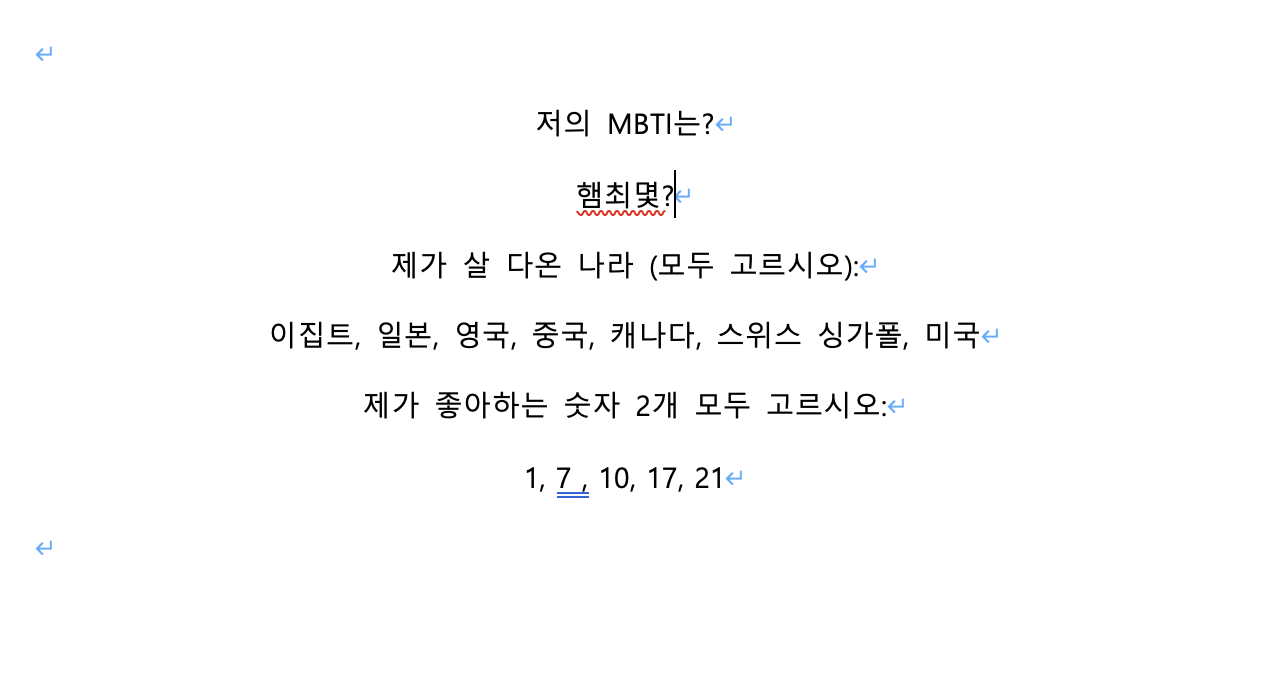 저의 MBTI는?
햄최몇?
제가 살 다온 나라 (모두 고르시오):
이집트, 일본, 영국, 중국, 캐나다, 스위스 싱가폴, 미국
제가 좋아하는 숫자 2개 모두 고르시오:
1, 7 , 10, 17, 21